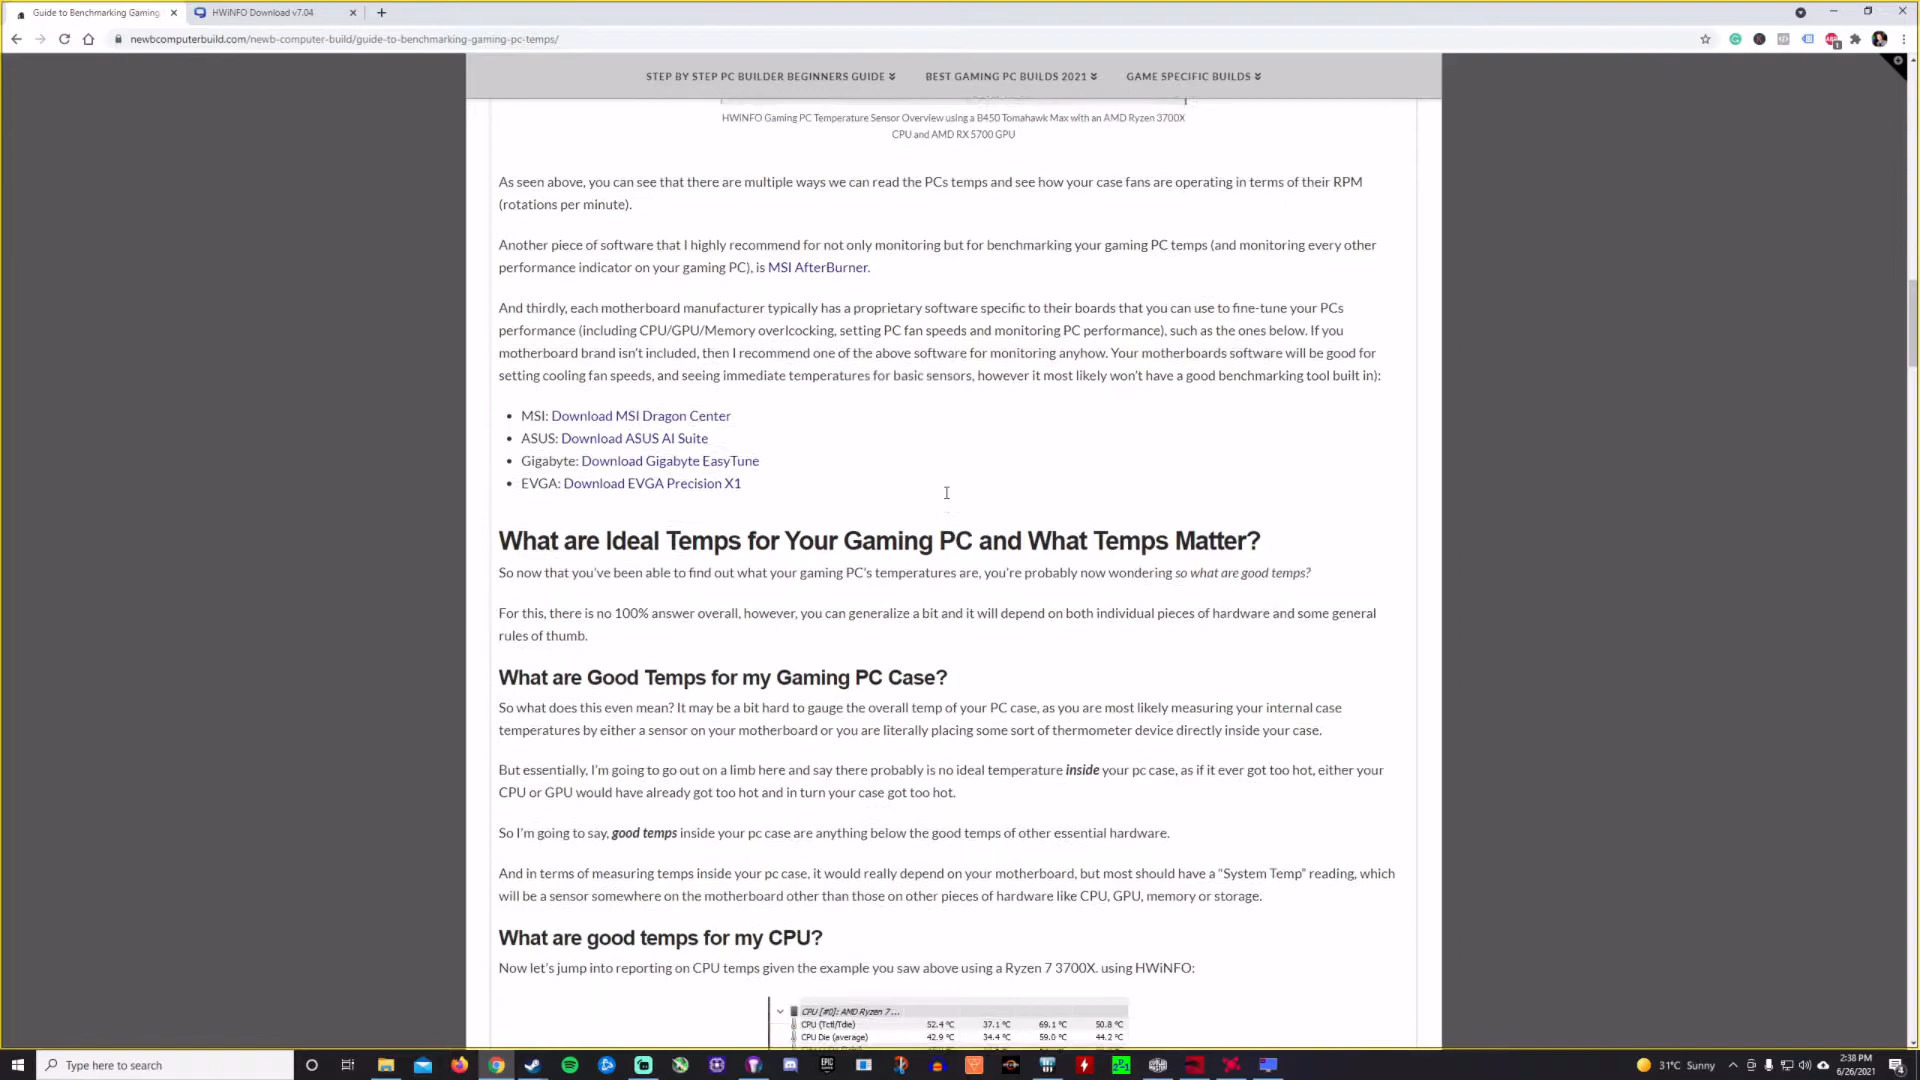 Guide to Benchmarking Gaming
HWiNFO Download v7.04
newbcomputerbuild.com/newb-computer-build/guide-to-benchmarking-gaming-pc-temps/
STEP BY STEP PC BUILDER BEGINNERS GUIDE
BEST GAMING PC BUILDS 2021
GAME SPECIFIC BUILDS
HWiNFO Gaming PC Temperature Sensor Overview using a B450 Tomahawk Max with an AMD Ryzen 3700X
CPU and AMD RX 5700 GPU
As seen above, you can see that there are multiple ways we can read the PCs temps and see how your case fans are operating in terms of their RPM
(rotations per minute).
Another piece of software that I highly recommend for not only monitoring but for benchmarking your gaming PC temps (and monitoring every other
performance indicator on your gaming PC), is MSI AfterBurner.
And thirdly, each motherboard manufacturer typically has a proprietary software specific to their boards that you can use to fine-tune your PCs
performance (including CPU/GPU/Memory overlcocking, setting PC fan speeds and monitoring PC performance), such as the ones below. If you
motherboard brand isn't included, then I recommend one of the above software for monitoring anyhow. Your motherboards software will be good for
setting cooling fan speeds, and seeing immediate temperatures for basic sensors, however it most likely won't have a good benchmarking tool built in):
• MSI: Download MSI Dragon Center
• ASUS: Download ASUS AI Suite
• Gigabyte: Download Gigabyte EasyTune
• EVGA: Download EVGA Precision X1
What are Ideal Temps for Your Gaming PC and What Temps Matter?
So now that you've been able to find out what your gaming PC's temperatures are, you're probably now wondering so what are good temps?
For this, there is no 100% answer overall, however, you can generalize a bit and it will depend on both individual pieces of hardware and some general
rules of thumb.
What are Good Temps for my Gaming PC Case?
So what does this even mean? It may be a bit hard to gauge the overall temp of your PC case, as you are most likely measuring your internal case
temperatures by either a sensor on your motherboard or you are literally placing some sort of thermometer device directly inside your case.
But essentially, I'm going to go out on a limb here and say there probably is no ideal temperature inside your pc case, as if it ever got too hot, either your
CPU or GPU would have already got too hot and in turn your case got too hot.
So I'm going to say, good temps inside your pc case are anything below the good temps of other essential hardware.
And in terms of measuring temps inside your pc case, it would really depend on your motherboard, but most should have a "System Temp" reading, which
will be a sensor somewhere on the motherboard other than those on other pieces of hardware like CPU, GPU, memory or storage.
What are good temps for my CPU?
Now let's jump into reporting on CPU temps given the example you saw above using a Ryzen 7 3700X. using HWiNFO:
CPU [#0]: AMD Ryzen 7...
CPU (Tctl/Tdie) 52.4 °C 37.1 °C 69.1 °C 50.8 °C
CPU Die (average) 42.9 °C 34.4 °C 59.0 °C 44.2 °C
Type here to search
31°C Sunny
2:38 PM
6/26/2021